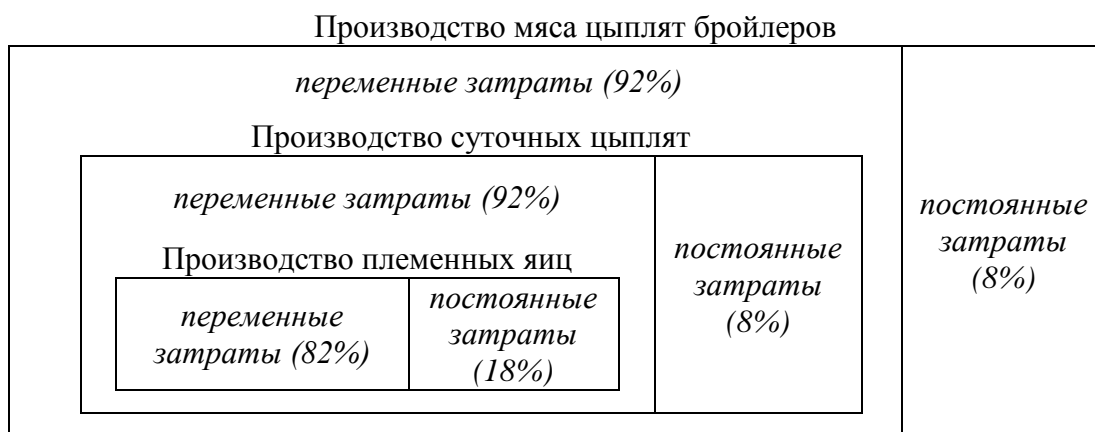 Производство мяса цыплят бройлеров
переменные затраты (92%)
Производство суточных цыплят
переменные затраты (92%)
Производство племенных яиц
переменные
затраты (82%)
постоянные
затраты
(18%)
постоянные
затраты
(8%)
постоянные
затраты
(8%)